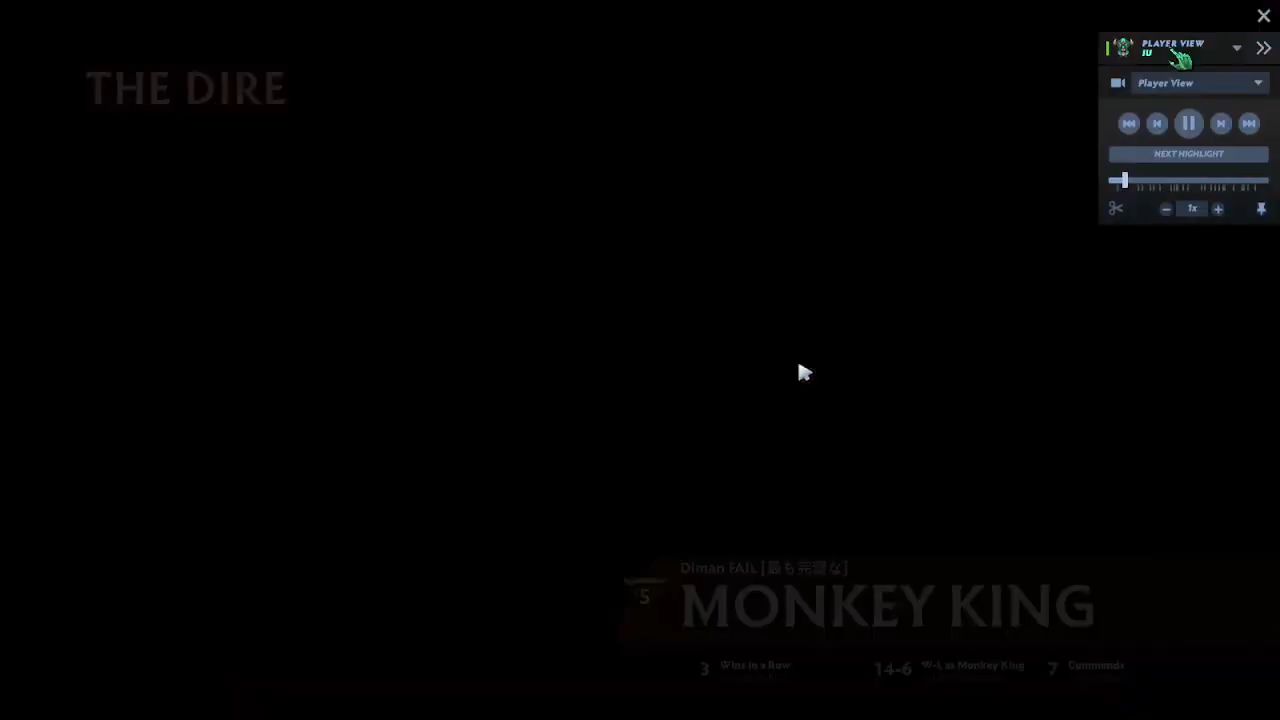 PLAYER VIEW
IU
Player View
THE DIRE
NEXT HIGHLIGHT
1x
Diman FAIL [最も完璧な]
5
MONKEY KING
3 Wins in a Row
14-6 W-L as Monkey King
7 Commends